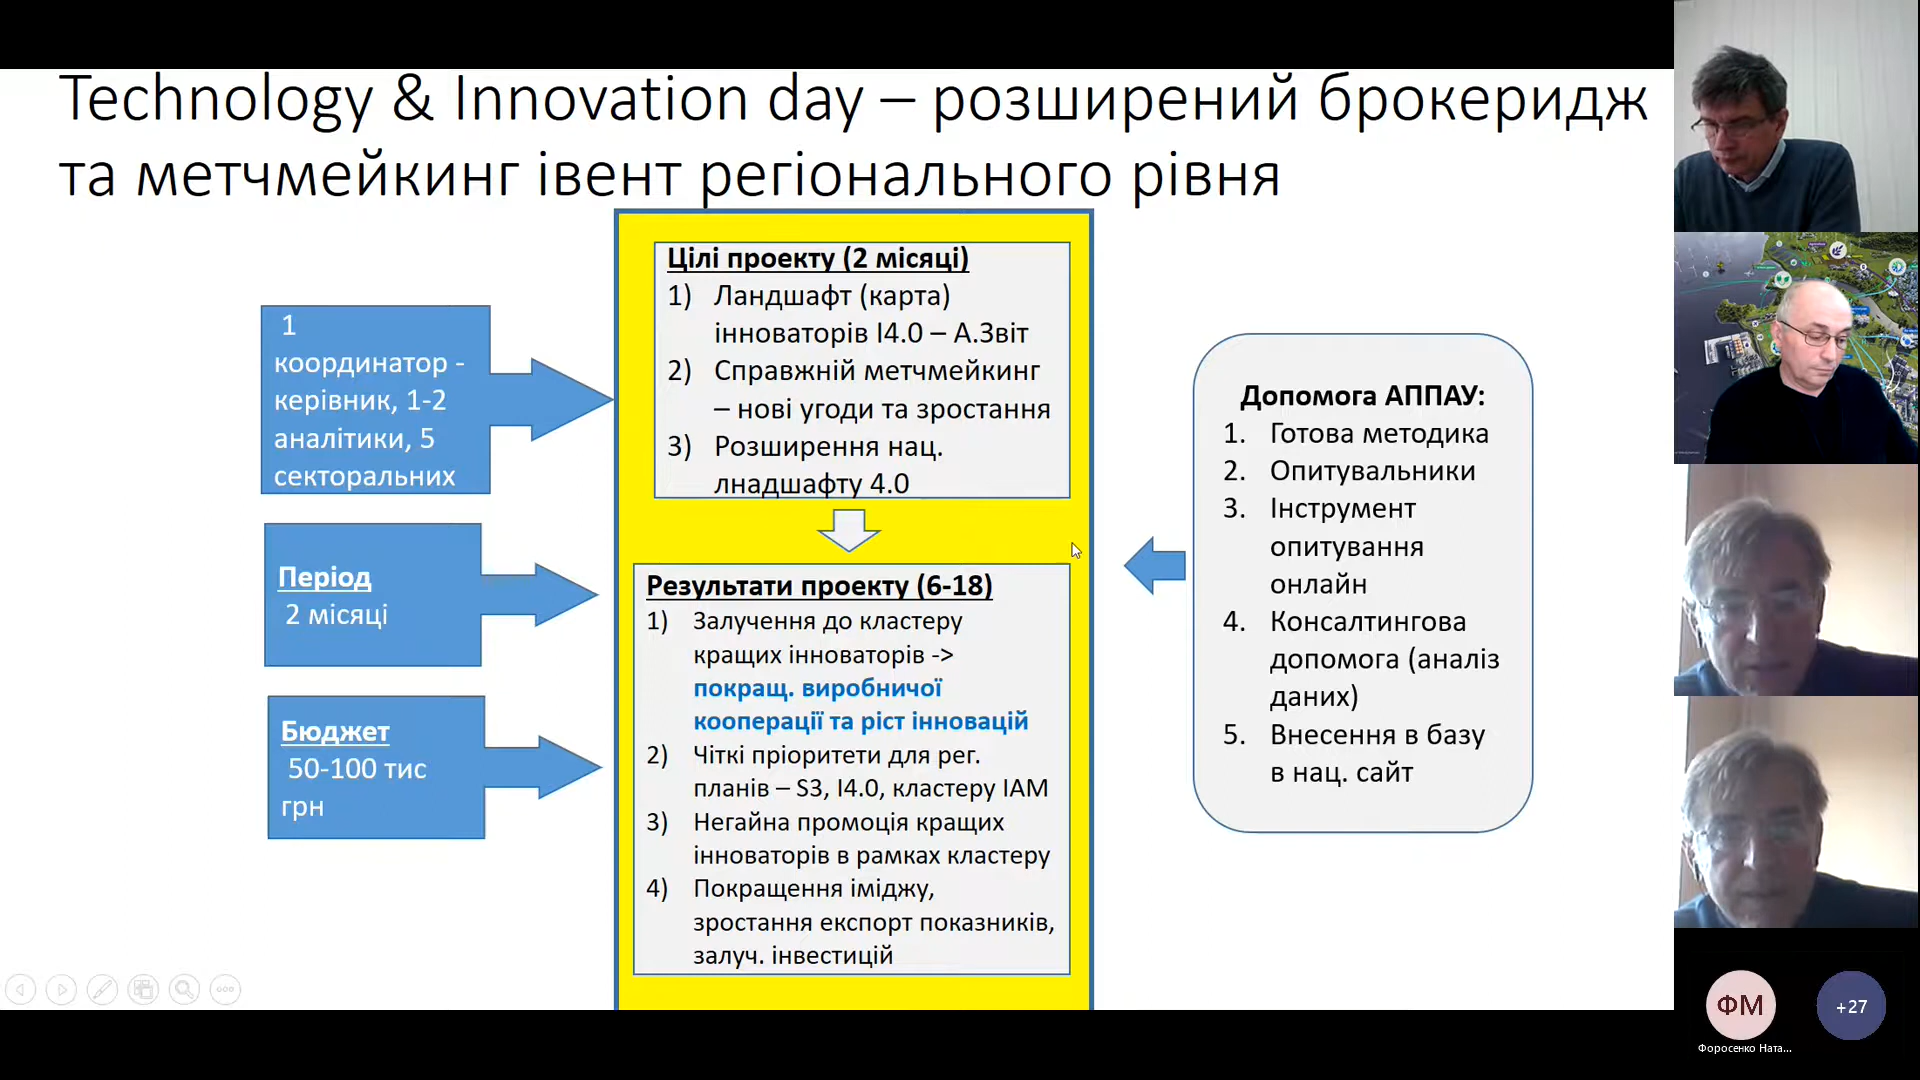 Technology & Innovation day – розширений брокеридж
та метчмейкинг івент регіонального рівня
1
координатор -
керівник, 1-2
аналітики, 5
секторальних
Період
2 місяці
Бюджет
50-100 тис
грн
Цілі проекту (2 місяці)
1) Ландшафт (карта)
інноваторів І4.0 – А.Звіт
2) Справжній метчмейкинг
– нові угоди та зростання
3) Розширення нац.
лнадшафту 4.0
Результати проекту (6-18)
1) Залучення до кластеру
кращих інноваторів ->
покращ. виробничої
кооперації та ріст інновацій
2) Чіткі пріоритети для рег.
планів – S3, I4.0, кластеру ІАМ
3) Негайна промоція кращих
інноваторів в рамках кластеру
4) Покращення іміджу,
зростання експорт показників,
залуч. інвестицій
Допомога АППАУ:
1. Готова методика
2. Опитувальники
3. Інструмент
опитування
онлайн
4. Консалтингова
допомога (аналіз
даних)
5. Внесення в базу
в нац. сайт
ФМ
+27
Форосенко Ната...